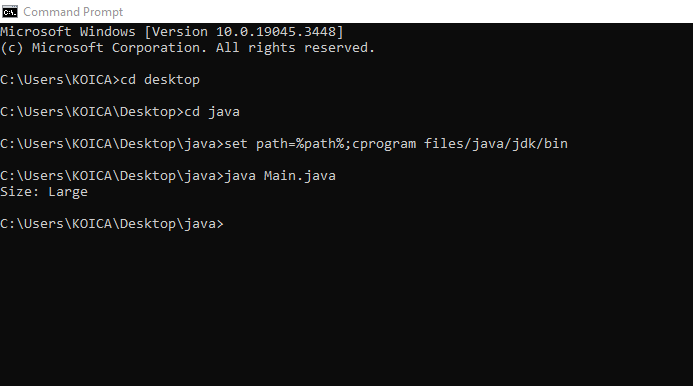 Command Prompt
Microsoft Windows [Version 10.0.19045.3448]
(c) Microsoft Corporation. All rights reserved.
C:\Users\KOICA>cd desktop
C:\Users\KOICA\Desktop>cd java
C:\Users\KOICA\Desktop\java>set path=%path%;cprogram files/java/jdk/bin
C:\Users\KOICA\Desktop\java>java Main.java
Size: Large
C:\Users\KOICA\Desktop\java>